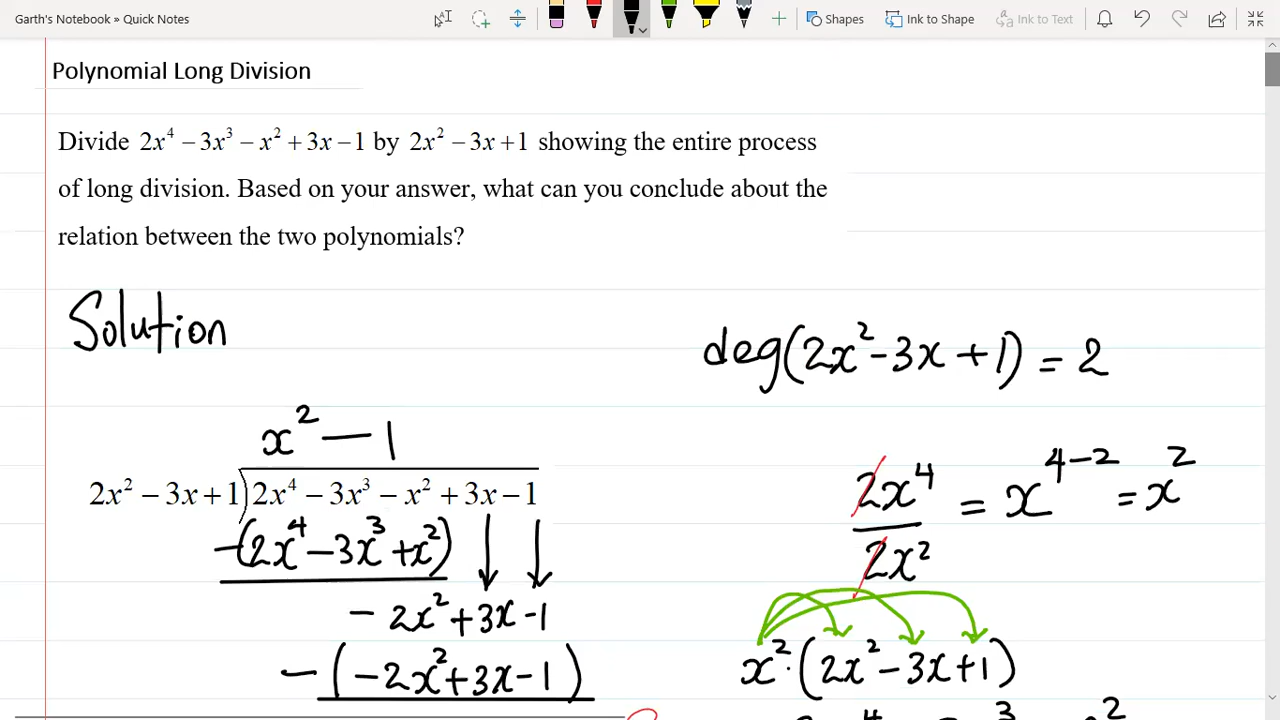 Garth's Notebook » Quick Notes
Shapes Ink to Shape Ink to Text
Polynomial Long Division
Divide 2x⁴ − 3x³ − x² + 3x − 1 by 2x² − 3x + 1 showing the entire process
of long division. Based on your answer, what can you conclude about the
relation between the two polynomials?
Solution
x² − 1
2x² − 3x + 1)2x⁴ − 3x³ − x² + 3x − 1
−(2x⁴ − 3x³ + x²)
− 2x² + 3x − 1
− (−2x² + 3x − 1)
deg(2x² − 3x + 1) = 2
2x⁴/2x² = x⁴⁻² = x²
x² · (2x² − 3x + 1)